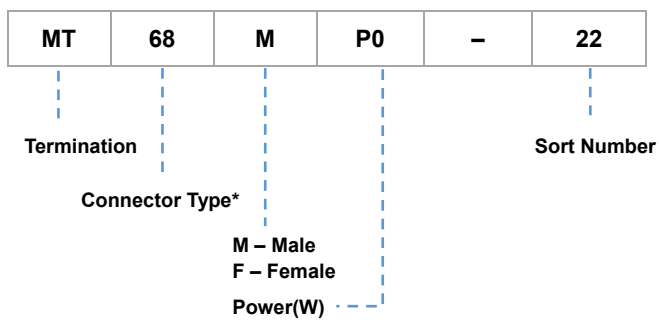 MT 68 M P0 – 22
Termination
Sort Number
Connector Type*
M – Male
F – Female
Power(W)